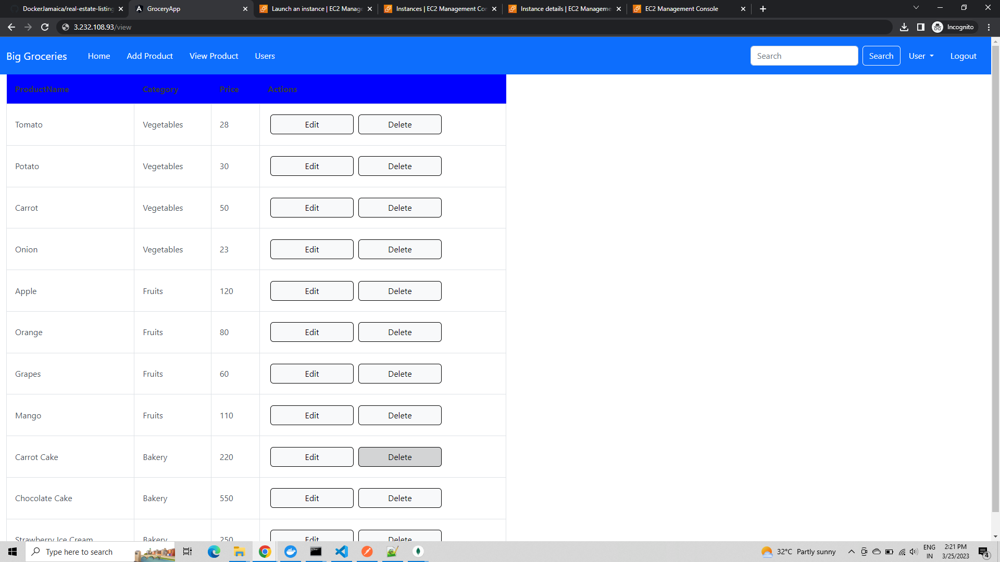 DockerJamaica/real-estate-listing GroceryApp Launch an instance | EC2 Manage Instances | EC2 Management Con Instance details | EC2 Manageme EC2 Management Console
3.232.108.93/view Incognito
Big Groceries Home Add Product View Product Users Search Search User Logout
ProductName Category Price Actions
Tomato Vegetables 28 Edit Delete
Potato Vegetables 30 Edit Delete
Carrot Vegetables 50 Edit Delete
Onion Vegetables 23 Edit Delete
Apple Fruits 120 Edit Delete
Orange Fruits 80 Edit Delete
Grapes Fruits 60 Edit Delete
Mango Fruits 110 Edit Delete
Carrot Cake Bakery 220 Edit Delete
Chocolate Cake Bakery 550 Edit Delete
Strawberry Ice Cream Bakery 250 Edit Delete
Type here to search 32°C Partly sunny ENG 2:21 PM
IN 3/25/2023 4